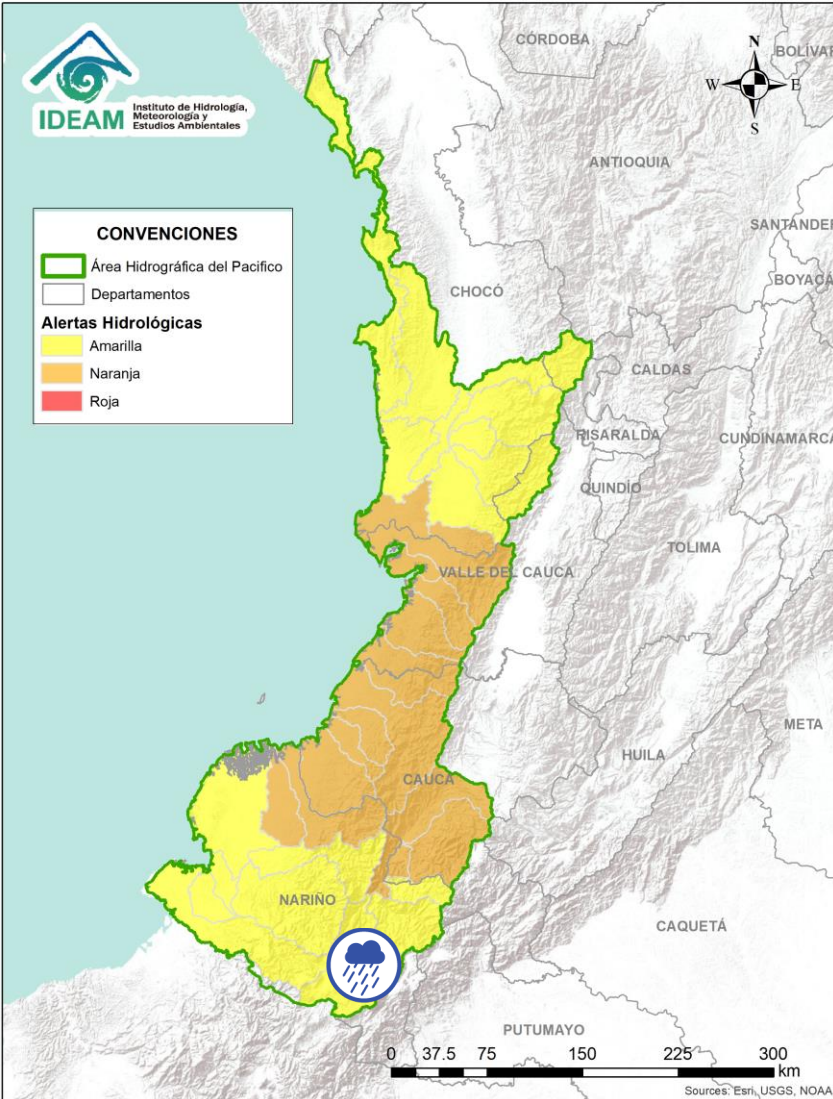 IDEAM
Instituto de Hidrología,
Meteorología y
Estudios Ambientales
CÓRDOBA
BOLÍVAR
N
W
E
S
ANTIOQUIA
SANTANDER
CONVENCIONES
Área Hidrográfica del Pacifico
Departamentos
Alertas Hidrológicas
Amarilla
Naranja
Roja
BOYACÁ
CHOCÓ
CALDAS
RISARALDA
CUNDINAMARCA
QUINDÍO
TOLIMA
VALLE DEL CAUCA
META
HUILA
CAUCA
NARIÑO
CAQUETÁ
PUTUMAYO
0 37.5 75 150 225 300
km
Sources: Esri, USGS, NOAA